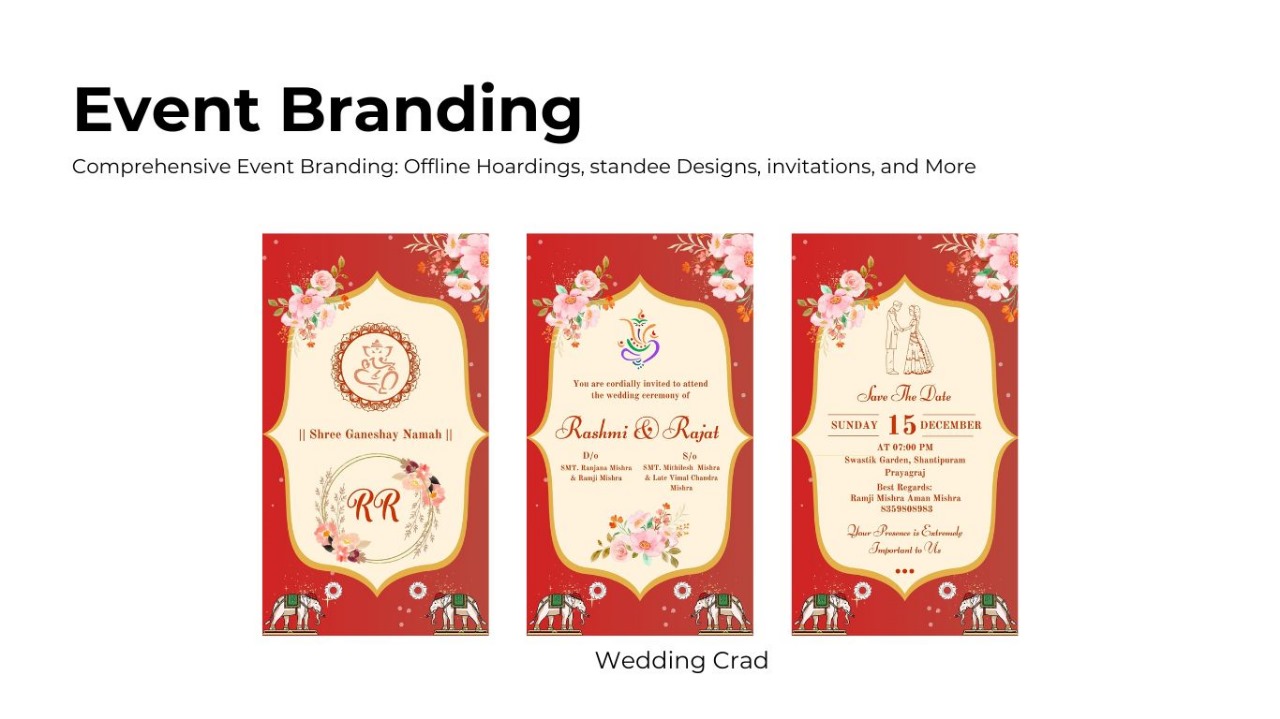 Event Branding
Comprehensive Event Branding: Offline Hoardings, standee Designs, invitations, and More
|| Shree Ganeshay Namah ||
RR
You are cordially invited to attend
the wedding ceremony of
Rashmi & Rajat
D/o
SMT. Ranjana Mishra
& Ramji Mishra
S/o
SMT. Mithilesh Mishra
& Late Vimal Chandra
Mishra
Save The Date
SUNDAY 15 DECEMBER
AT 07:00 PM
Swastik Garden, Shantipuram
Prayagraj
Best Regards:
Ramji Mishra Aman Mishra
8359808983
Your Presence is Extremely
Important to Us
Wedding Crad